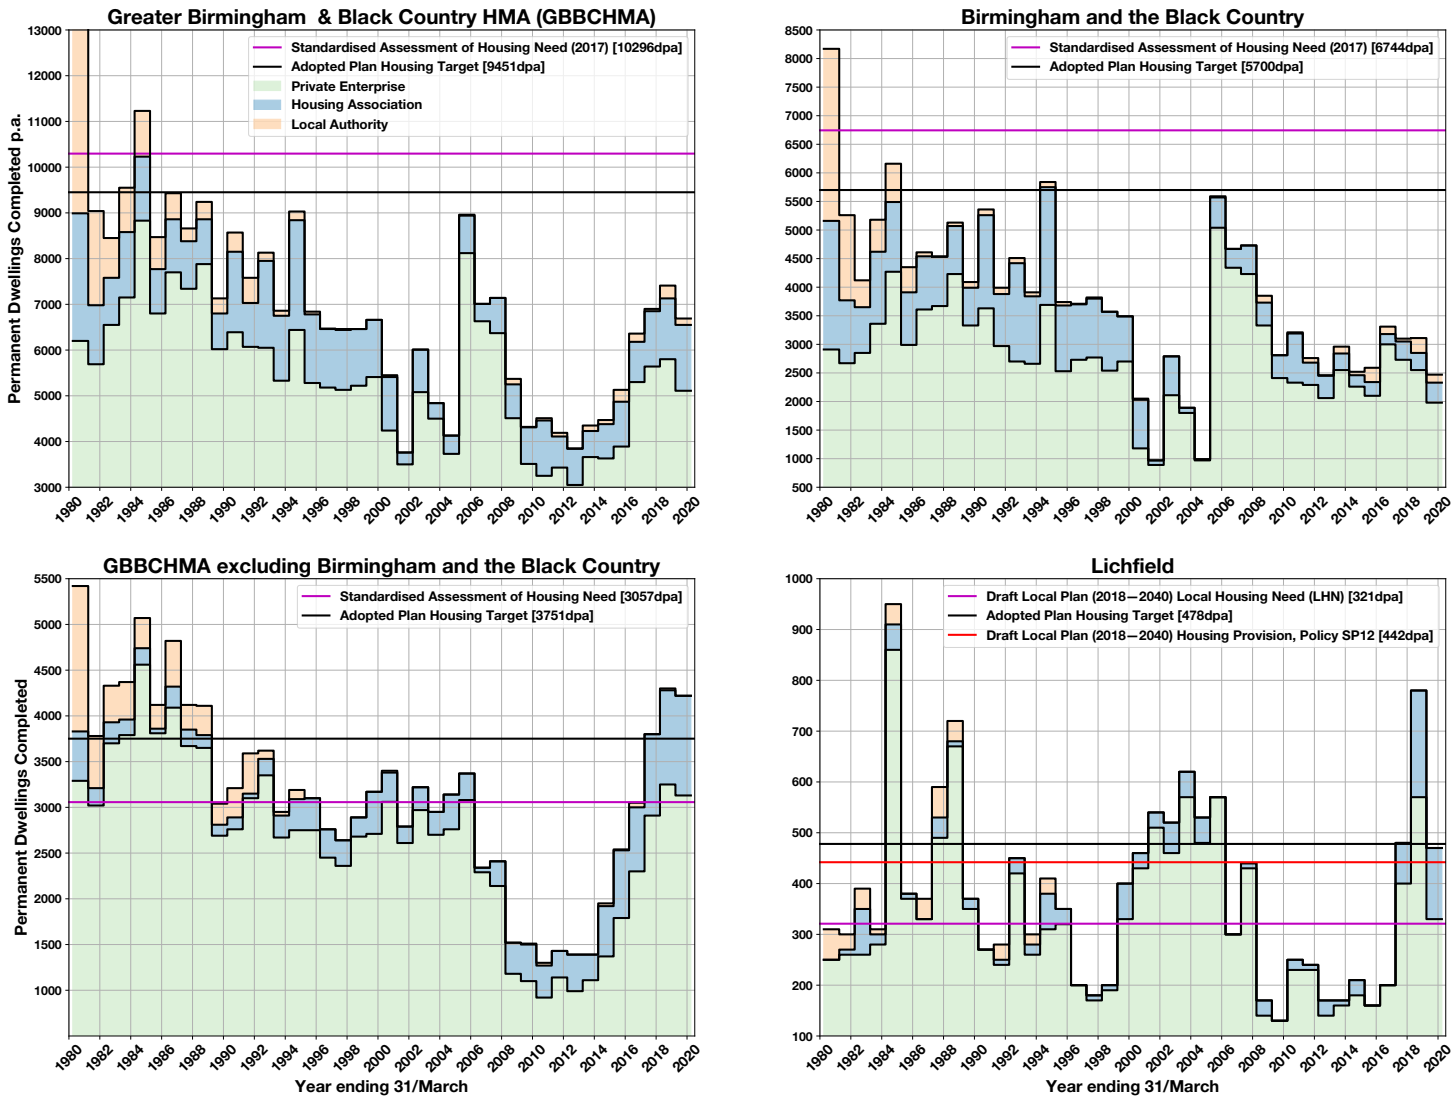 Greater Birmingham & Black Country HMA (GBBCHMA)
Permanent Dwellings Completed p.a.
13000
12000
11000
10000
9000
8000
7000
6000
5000
4000
3000
Standardised Assessment of Housing Need (2017) [10296dpa]
Adopted Plan Housing Target [9451dpa]
Private Enterprise
Housing Association
Local Authority
1980 1982 1984 1986 1988 1990 1992 1994 1996 1998 2000 2002 2004 2006 2008 2010 2012 2014 2016 2018 2020
Birmingham and the Black Country
8500
8000
7500
7000
6500
6000
5500
5000
4500
4000
3500
3000
2500
2000
1500
1000
500
Standardised Assessment of Housing Need (2017) [6744dpa]
Adopted Plan Housing Target [5700dpa]
1980 1982 1984 1986 1988 1990 1992 1994 1996 1998 2000 2002 2004 2006 2008 2010 2012 2014 2016 2018 2020
GBBCHMA excluding Birmingham and the Black Country
Permanent Dwellings Completed
5500
5000
4500
4000
3500
3000
2500
2000
1500
1000
Standardised Assessment of Housing Need [3057dpa]
Adopted Plan Housing Target [3751dpa]
1980 1982 1984 1986 1988 1990 1992 1994 1996 1998 2000 2002 2004 2006 2008 2010 2012 2014 2016 2018 2020
Year ending 31/March
Lichfield
1000
900
800
700
600
500
400
300
200
100
Draft Local Plan (2018—2040) Local Housing Need (LHN) [321dpa]
Adopted Plan Housing Target [478dpa]
Draft Local Plan (2018—2040) Housing Provision, Policy SP12 [442dpa]
1980 1982 1984 1986 1988 1990 1992 1994 1996 1998 2000 2002 2004 2006 2008 2010 2012 2014 2016 2018 2020
Year ending 31/March